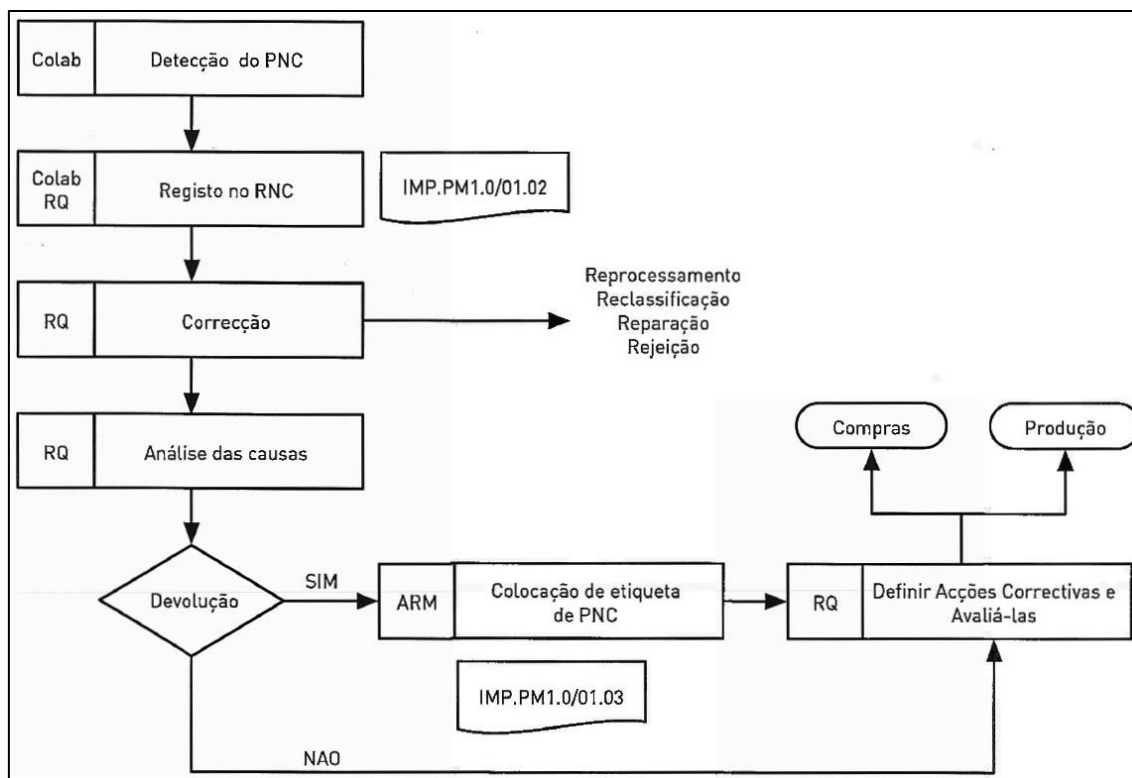 Colab
Detecção do PNC
Colab
RQ
Registo no RNC
IMP.PM1.0/01.02
RQ
Correcção
Reprocessamento
Reclassificação
Reparação
Rejeição
RQ
Análise das causas
Compras
Produção
Devolução
SIM
ARM
Colocação de etiqueta
de PNC
RQ
Definir Acções Correctivas e
Avaliá-las
IMP.PM1.0/01.03
NAO